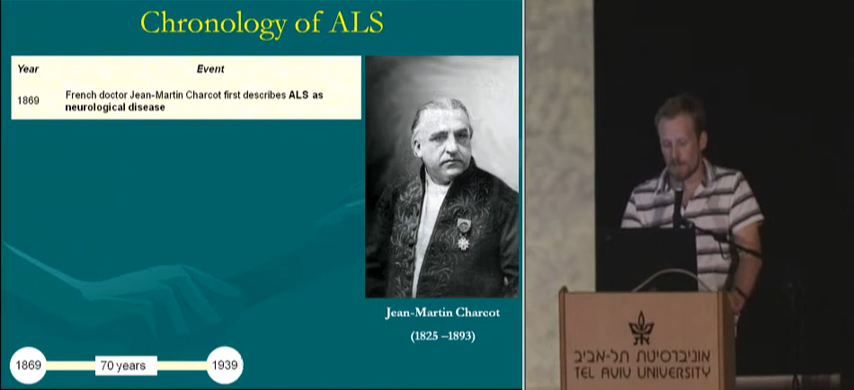 Chronology of ALS
Year Event
1869 French doctor Jean-Martin Charcot first describes ALS as
neurological disease
Jean-Martin Charcot
(1825 –1893)
1869 70 years 1939
אוניברסיטת תל-אביב
TEL AVIV UNIVERSITY